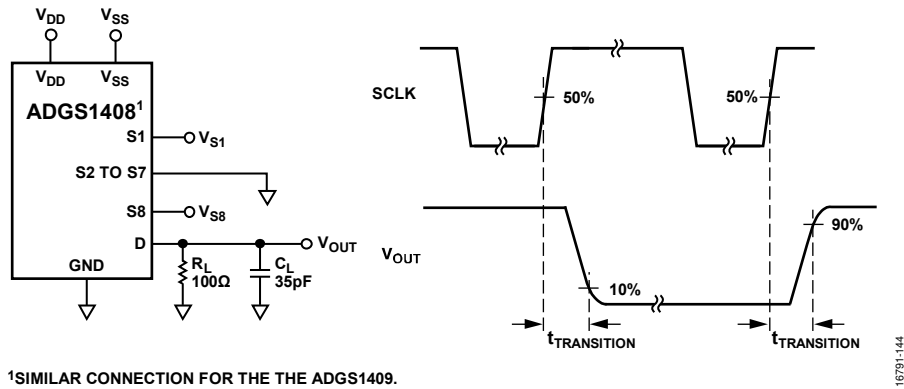 VDD VSS
VDD VSS
ADGS1408¹
S1 VS1
S2 TO S7
S8 VS8
D VOUT
GND
RL
100Ω
CL
35pF
SCLK
50%
50%
VOUT
10%
90%
tTRANSITION
tTRANSITION
¹SIMILAR CONNECTION FOR THE THE ADGS1409.
16791-144